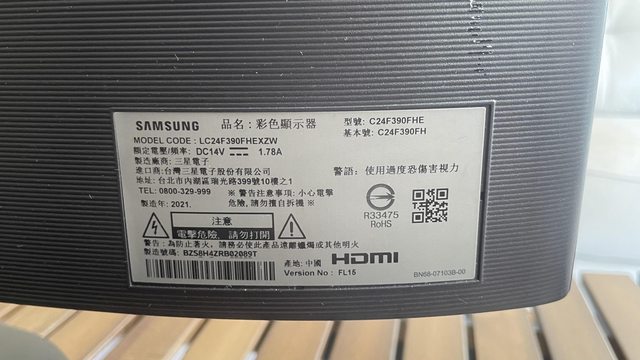 SAMSUNG 品名：彩色顯示器 型號: C24F390FHE
基本號: C24F390FH
MODEL CODE : LC24F390FHEXZW
額定電壓/頻率: DC14V 1.78A
製造廠商: 三星電子
進口商: 台灣三星電子股份有限公司
地址: 台北市內湖區瑞光路399號10樓之1
TEL: 0800-329-999 ※ 警告注意事項: 小心電擊
製造年: 2021. 危險, 請勿擅自拆機 ※
警語：使用過度恐傷害視力
R33475
RoHS
注意
電擊危險, 請勿打開
警告: 為防止著火, 請務必使此產品遠離蠟燭或其他明火
製造號碼: BZS8H4ZRB02089T
產地: 中國 HDMI
Version No : FL15
BN68-07103B-00